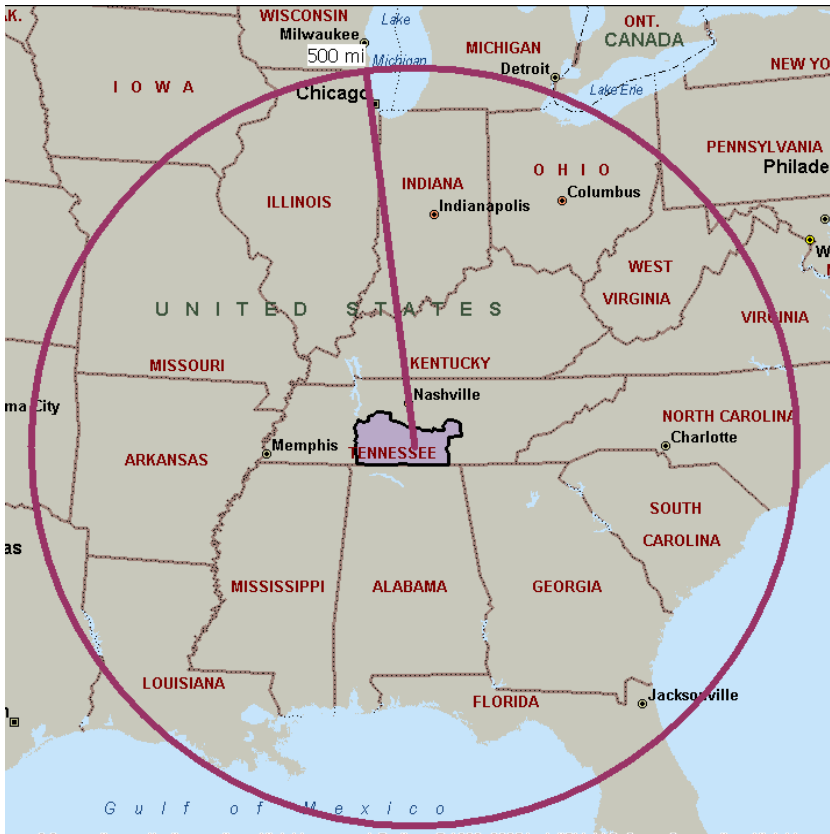 AK.
WISCONSIN
Milwaukee
Lake
Michigan
500 mi
MICHIGAN
Detroit
ONT.
CANADA
NEW YO
Lake Erie
I O W A
Chicago
PENNSYLVANIA
Philade
ILLINOIS
INDIANA
Indianapolis
O H I O
Columbus
W
WEST
VIRGINIA
VIRGINIA
U N I T E D S T A T E S
MISSOURI
KENTUCKY
Nashville
ma City
ARKANSAS
Memphis
TENNESSEE
NORTH CAROLINA
Charlotte
SOUTH
CAROLINA
as
MISSISSIPPI
ALABAMA
GEORGIA
LOUISIANA
FLORIDA
Jacksonville
n
G u l f o f M e x i c o